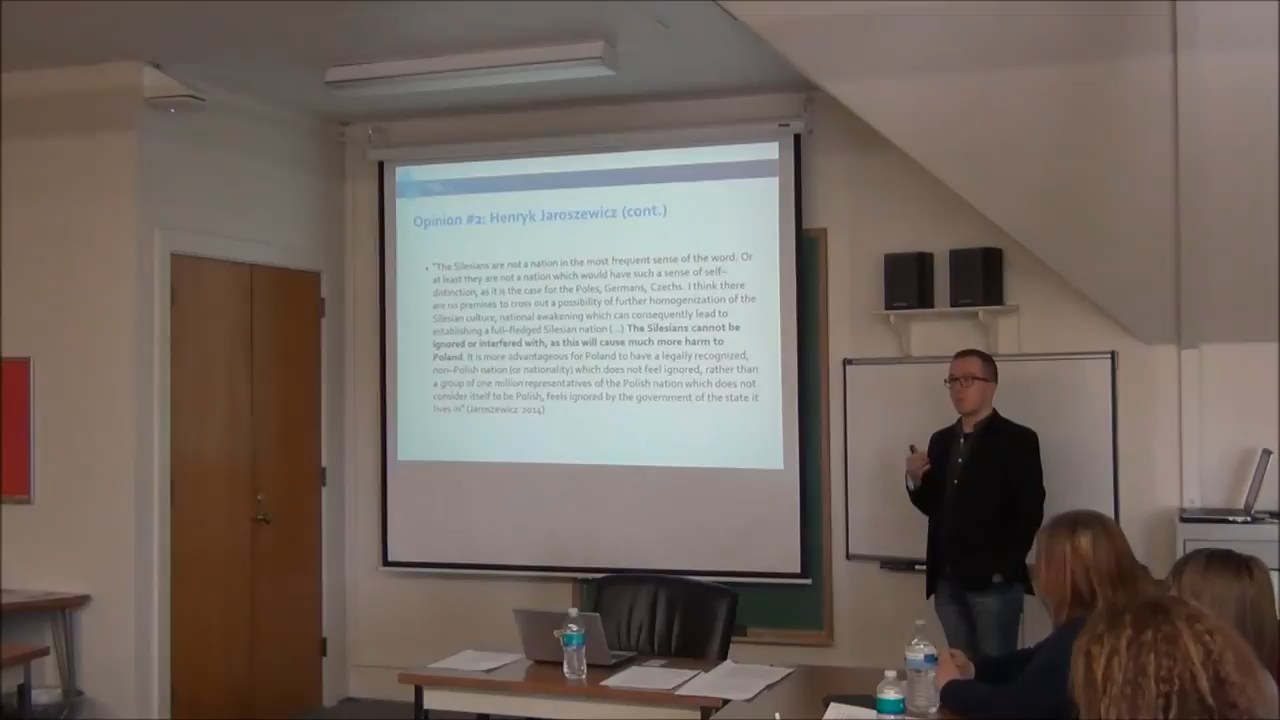 Opinion #2: Henryk Jaroszewicz (cont.)
• "The Silesians are not a nation in the most frequent sense of the word. Or
at least they are not a nation which would have such a sense of self-
distinction, as it is the case for the Poles, Germans, Czechs. I think there
are no premises to cross out a possibility of further homogenization of the
Silesian culture, national awakening which can consequently lead to
establishing a full-fledged Silesian nation (...) The Silesians cannot be
ignored or interfered with, as this will cause much more harm to
Poland. It is more advantageous for Poland to have a legally recognized,
non-Polish nation (or nationality) which does not feel ignored, rather than
a group of one million representatives of the Polish nation which does not
consider itself to be Polish, feels ignored by the government of the state it
lives in" (Jaroszewicz 2014)